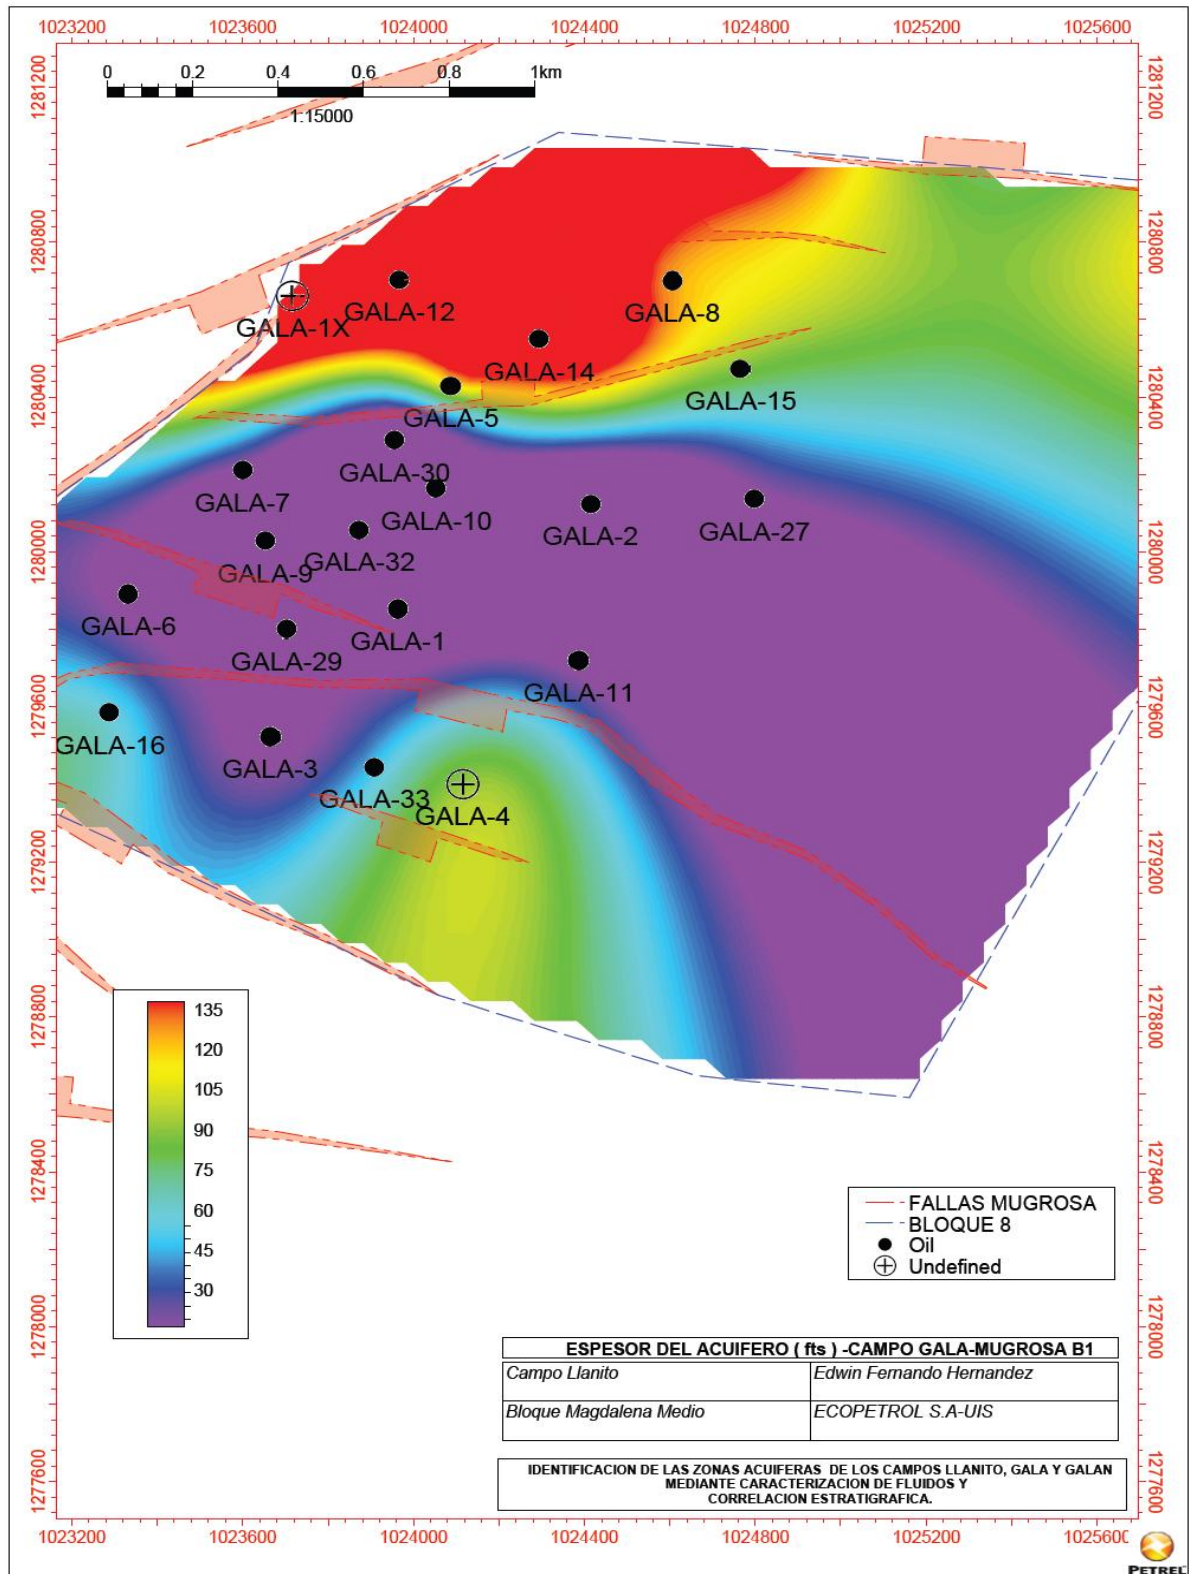 1023200 1023600 1024000 1024400 1024800 1025200 1025600
0 0.2 0.4 0.6 0.8 1km
1:15000
1281200 1281200
1280800 1280800
GALA-1X
GALA-12
GALA-8
GALA-14
1280400 1280400
GALA-5
GALA-15
GALA-30
GALA-7
GALA-10
GALA-2
GALA-27
1280000 1280000
GALA-9
GALA-32
GALA-6
GALA-1
GALA-29
GALA-11
1279600 1279600
GALA-16
GALA-3
GALA-33
GALA-4
1279200 1279200
1278800 1278800
135
120
105
90
75
60
45
30
1278400 1278400
FALLAS MUGROSA
BLOQUE 8
Oil
Undefined
1278000 1278000
ESPESOR DEL ACUIFERO ( fts ) -CAMPO GALA-MUGROSA B1
Campo Llanito Edwin Fernando Hernandez
Bloque Magdalena Medio ECOPETROL S.A-UIS
1277600 1277600
IDENTIFICACION DE LAS ZONAS ACUIFERAS DE LOS CAMPOS LLANITO, GALA Y GALAN
MEDIANTE CARACTERIZACION DE FLUIDOS Y
CORRELACION ESTRATIGRAFICA.
1023200 1023600 1024000 1024400 1024800 1025200 102560
PETREL